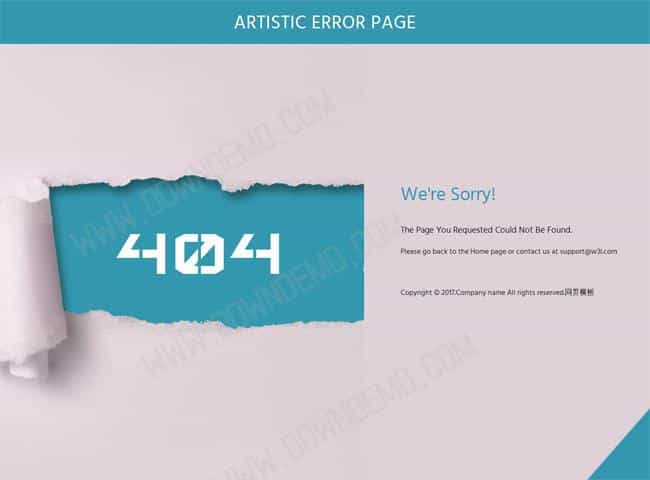 ARTISTIC ERROR PAGE
WWW.DOWNDEMO.COM
404
We're Sorry!
The Page You Requested Could Not Be Found.
Please go back to the Home page or contact us at support@w3l.com
WWW.DOWNDEMO.COM
Copyright © 2017.Company name All rights reserved.网页模板
WWW.DOWNDEMO.COM